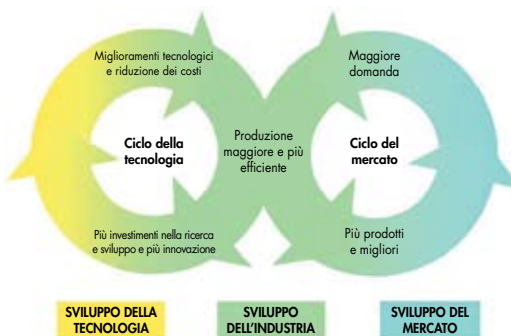 Miglioramenti tecnologici
e riduzione dei costi
Maggiore
domanda
Ciclo della
tecnologia
Produzione
maggiore e più
efficiente
Ciclo del
mercato
Più investimenti nella ricerca
e sviluppo e più innovazione
Più prodotti
e migliori
SVILUPPO DELLA
TECNOLOGIA
SVILUPPO
DELL'INDUSTRIA
SVILUPPO DEL
MERCATO